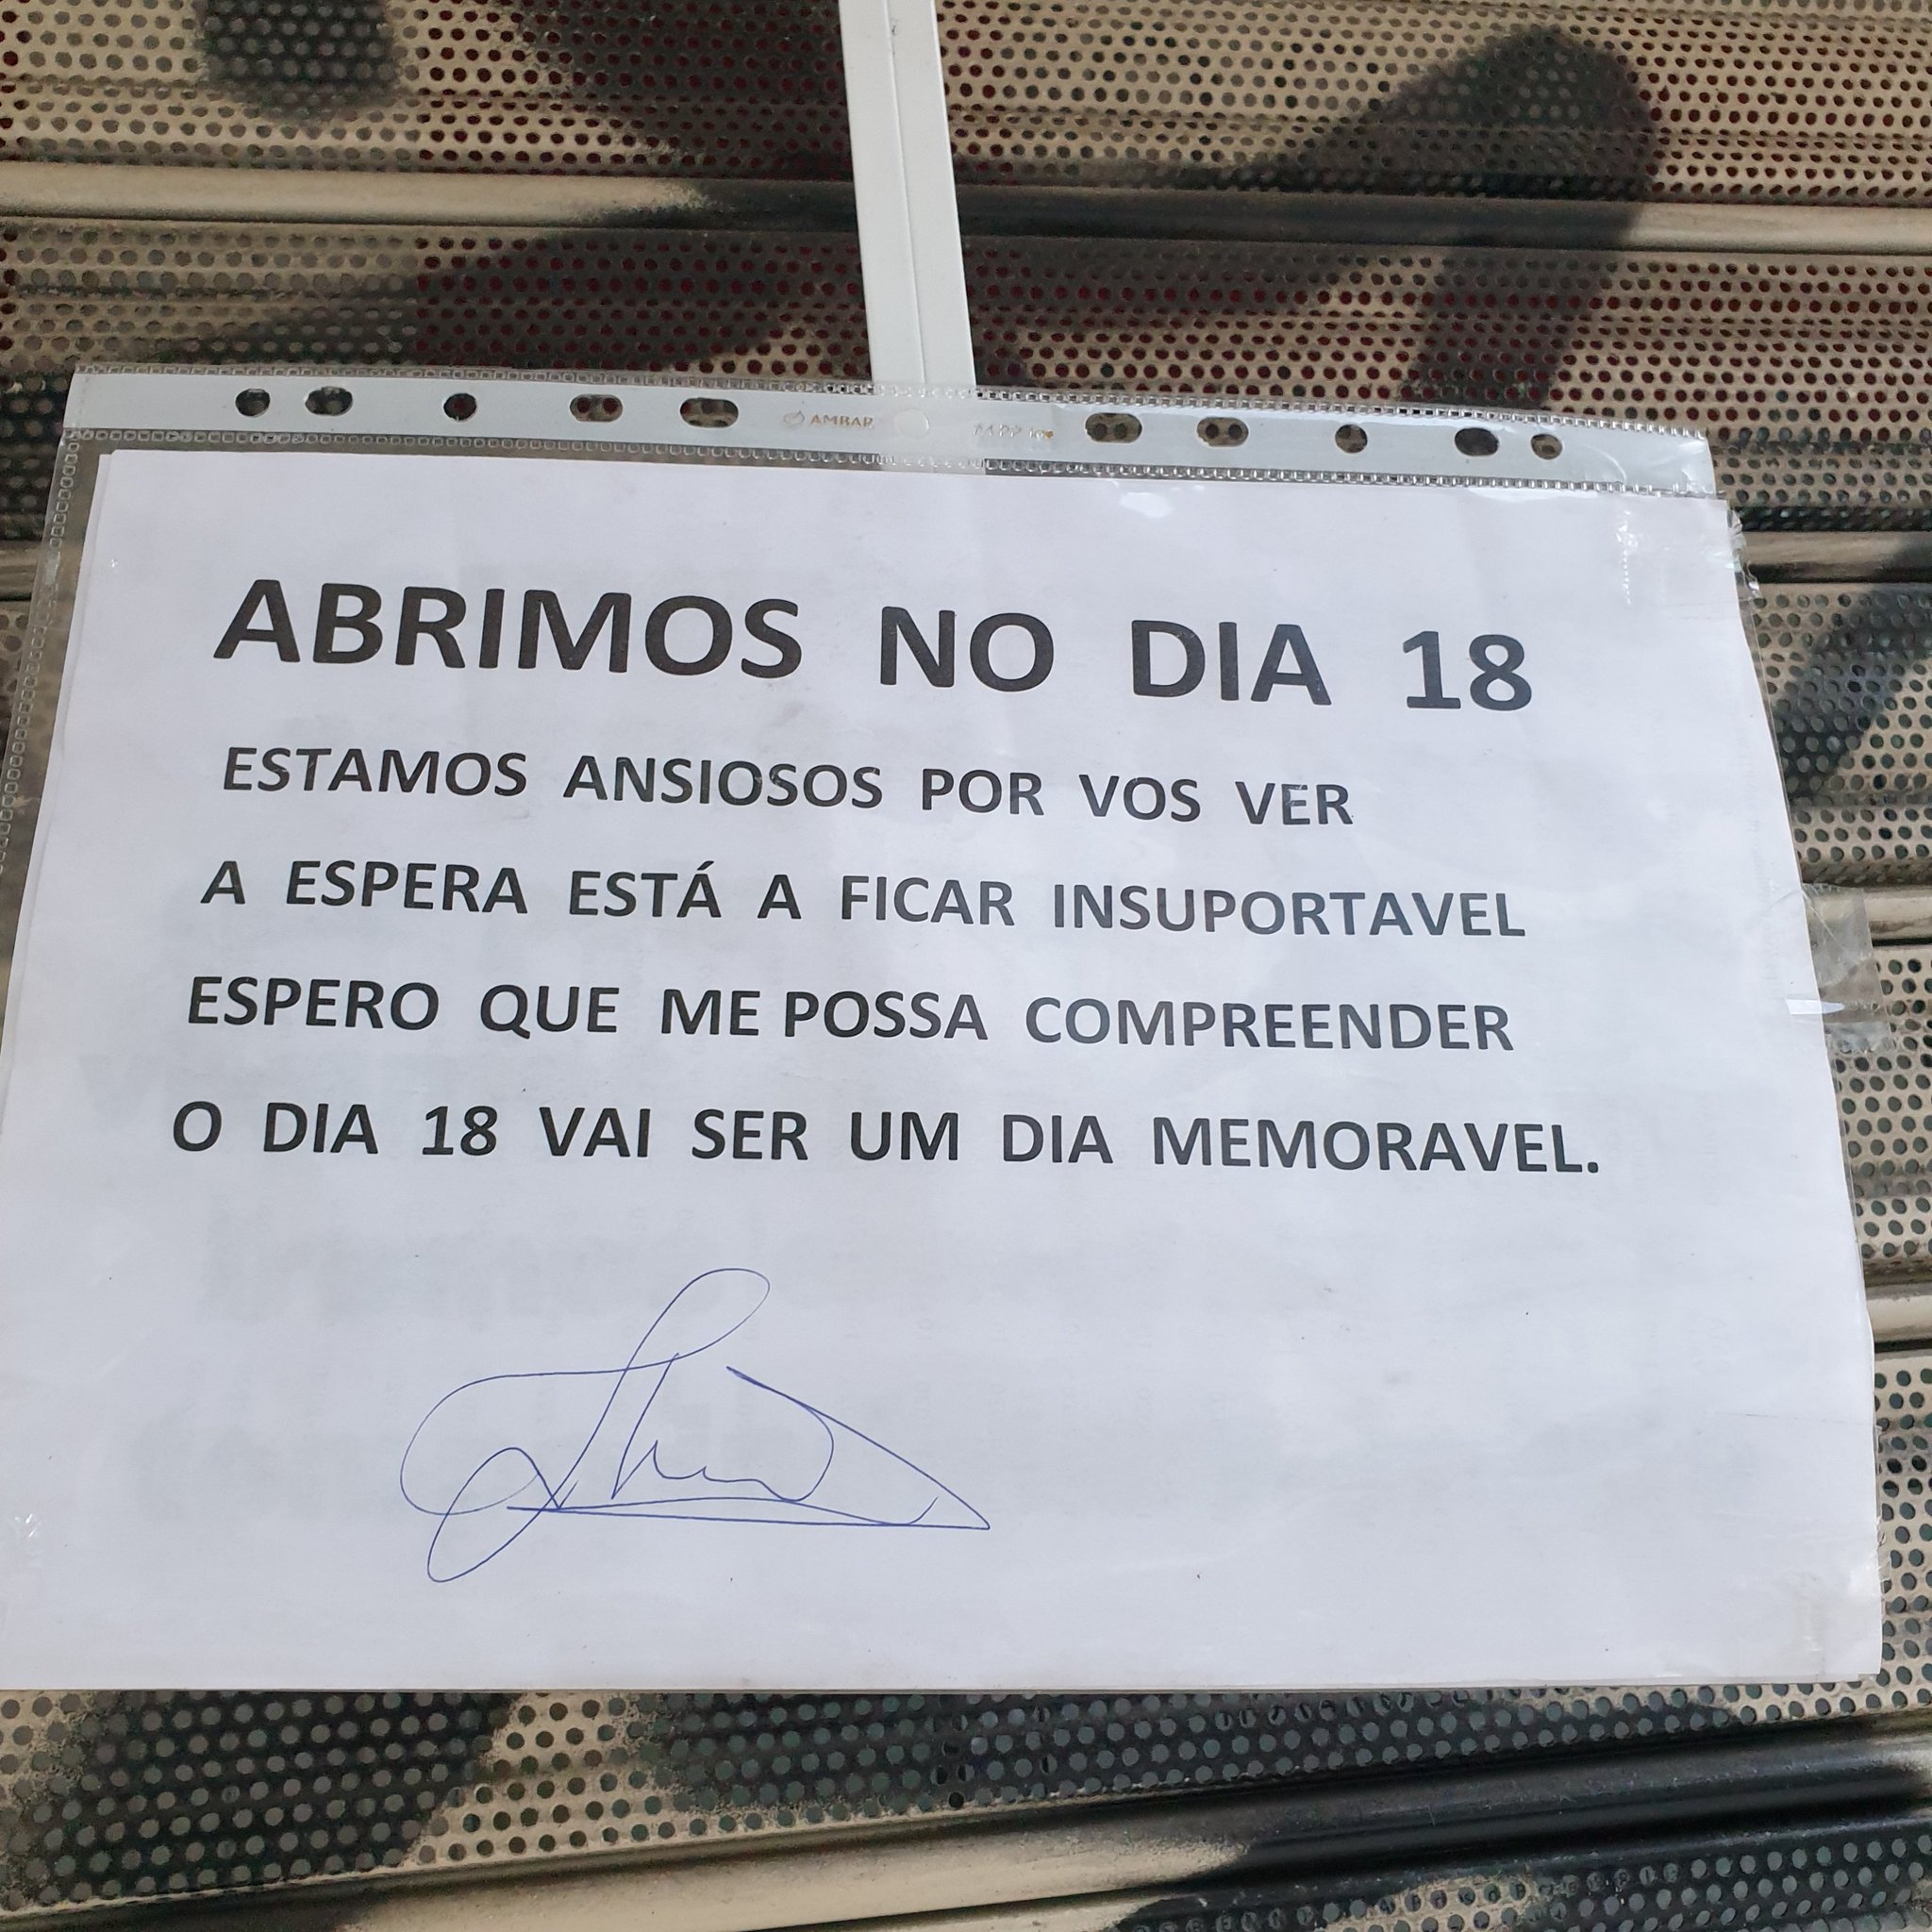 AMBAR
ABRIMOS NO DIA 18
ESTAMOS ANSIOSOS POR VOS VER
A ESPERA ESTÁ A FICAR INSUPORTAVEL
ESPERO QUE ME POSSA COMPREENDER
O DIA 18 VAI SER UM DIA MEMORAVEL.